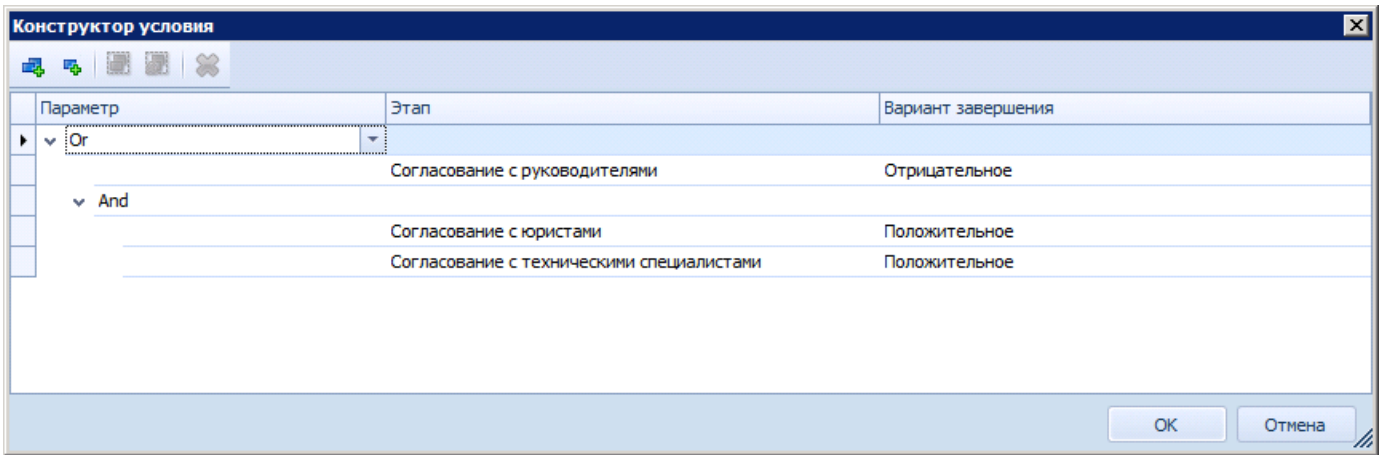 Конструктор условия
Параметр Этап Вариант завершения
Or
Согласование с руководителями Отрицательное
And
Согласование с юристами Положительное
Согласование с техническими специалистами Положительное
OK Отмена